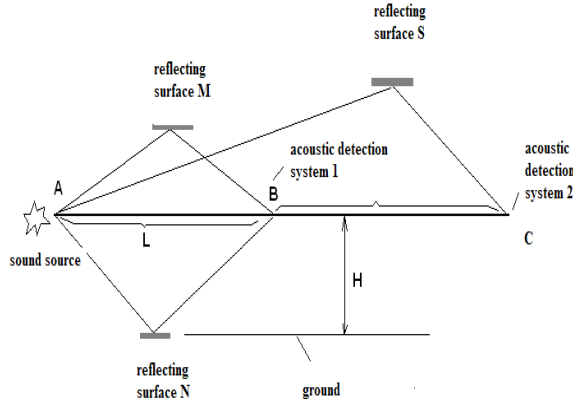 reflecting
surface S
reflecting
surface M
acoustic detection
system 1
acoustic
detection
system 2
A
B
L
C
sound source
H
reflecting
surface N
ground